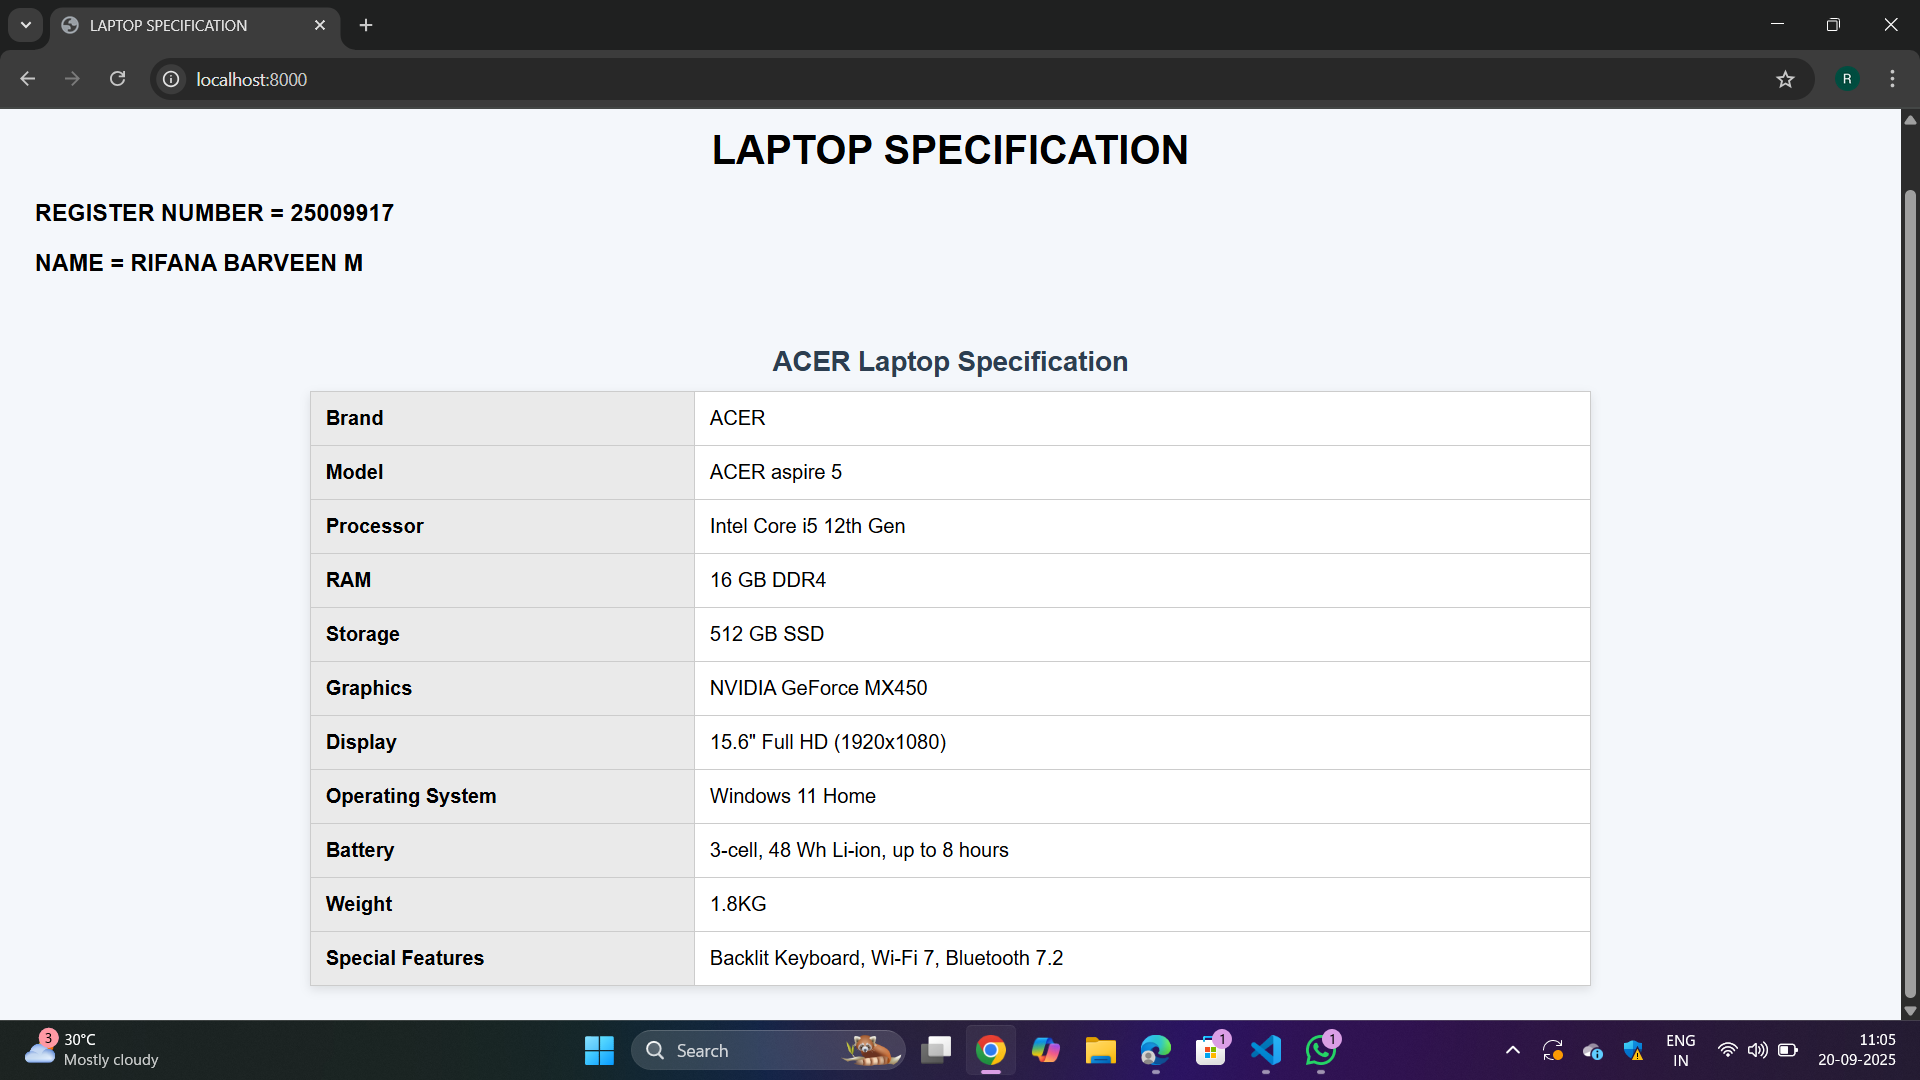 LAPTOP SPECIFICATION
localhost:8000
R
LAPTOP SPECIFICATION
REGISTER NUMBER = 25009917
NAME = RIFANA BARVEEN M
ACER Laptop Specification
Brand ACER
Model ACER aspire 5
Processor Intel Core i5 12th Gen
RAM 16 GB DDR4
Storage 512 GB SSD
Graphics NVIDIA GeForce MX450
Display 15.6" Full HD (1920x1080)
Operating System Windows 11 Home
Battery 3-cell, 48 Wh Li-ion, up to 8 hours
Weight 1.8KG
Special Features Backlit Keyboard, Wi-Fi 7, Bluetooth 7.2
3 30°C
Mostly cloudy
Search
1
1
ENG
IN
11:05
20-09-2025